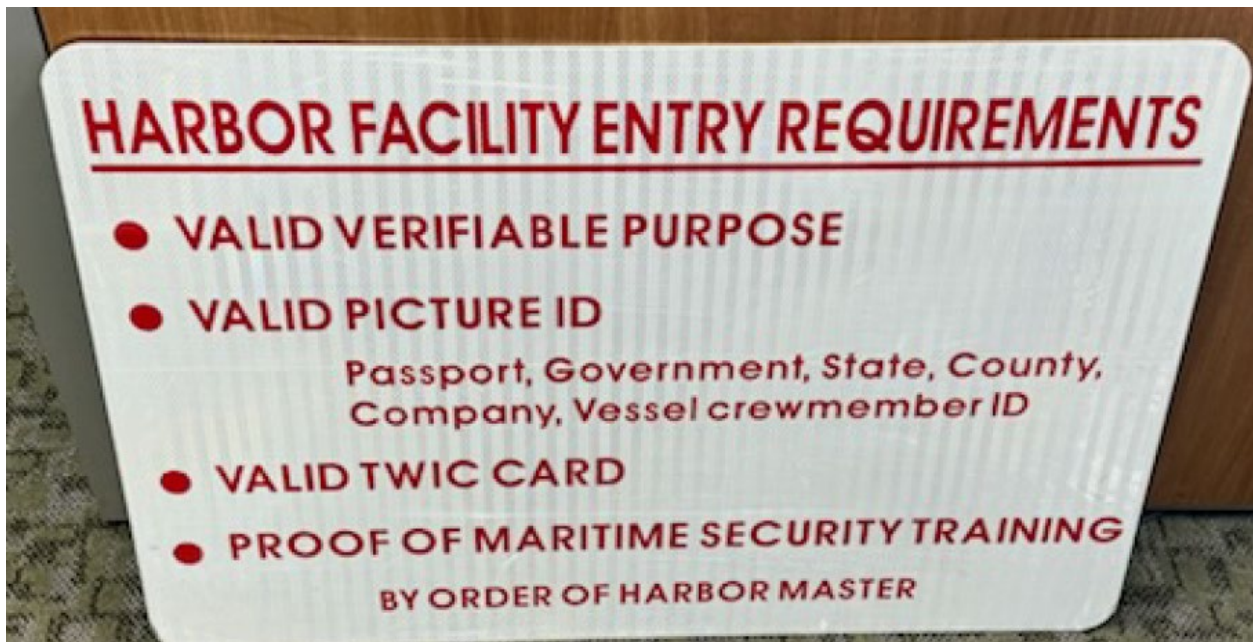 HARBOR FACILITY ENTRY REQUIREMENTS
● VALID VERIFIABLE PURPOSE
● VALID PICTURE ID
Passport, Government, State, County,
Company, Vessel crewmember ID
● VALID TWIC CARD
● PROOF OF MARITIME SECURITY TRAINING
BY ORDER OF HARBOR MASTER